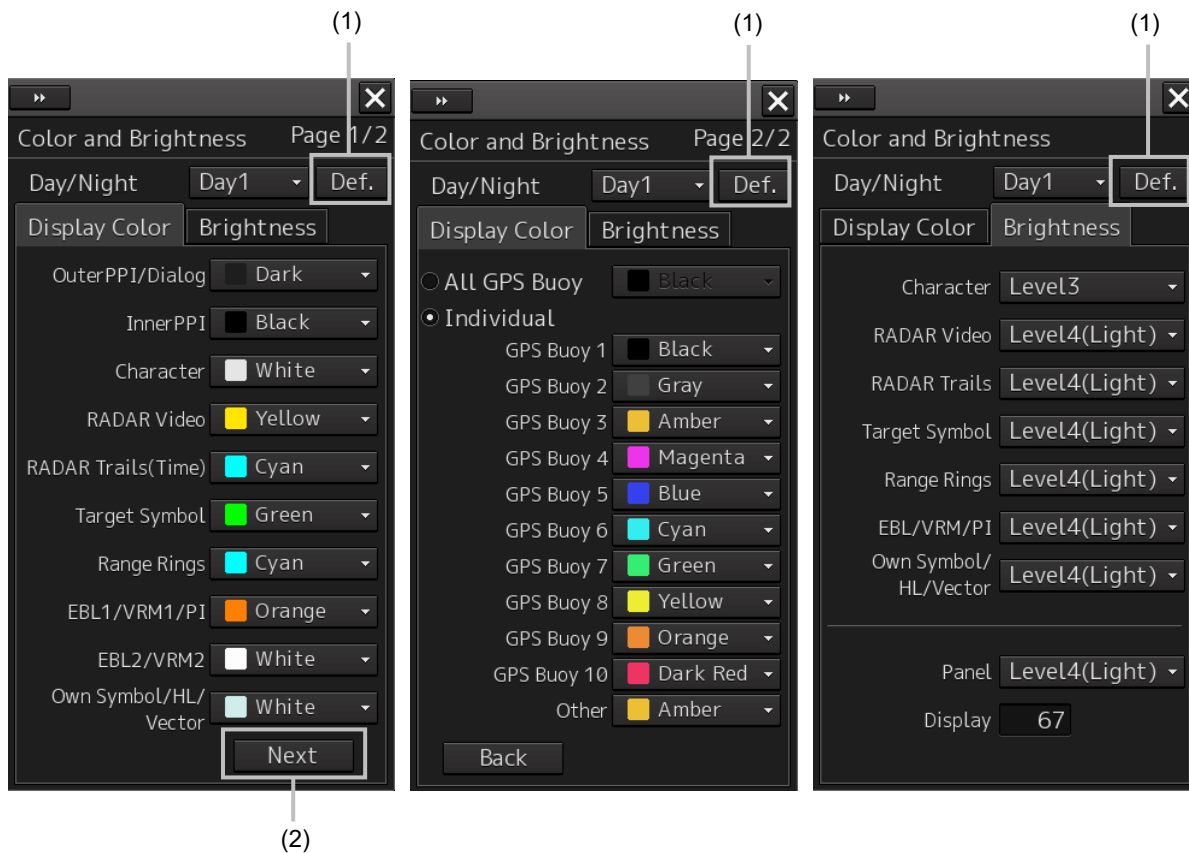 (1)
(1)
(1)
Color and Brightness Page 1/2
Day/Night Day1 Def.
Display Color Brightness
OuterPPI/Dialog Dark
InnerPPI Black
Character White
RADAR Video Yellow
RADAR Trails(Time) Cyan
Target Symbol Green
Range Rings Cyan
EBL1/VRM1/PI Orange
EBL2/VRM2 White
Own Symbol/HL/
Vector White
Next
(2)
Color and Brightness Page 2/2
Day/Night Day1 Def.
Display Color Brightness
All GPS Buoy Black
Individual
GPS Buoy 1 Black
GPS Buoy 2 Gray
GPS Buoy 3 Amber
GPS Buoy 4 Magenta
GPS Buoy 5 Blue
GPS Buoy 6 Cyan
GPS Buoy 7 Green
GPS Buoy 8 Yellow
GPS Buoy 9 Orange
GPS Buoy 10 Dark Red
Other Amber
Back
Color and Brightness
Day/Night Day1 Def.
Display Color Brightness
Character Level3
RADAR Video Level4(Light)
RADAR Trails Level4(Light)
Target Symbol Level4(Light)
Range Rings Level4(Light)
EBL/VRM/PI Level4(Light)
Own Symbol/
HL/Vector Level4(Light)
Panel Level4(Light)
Display 67